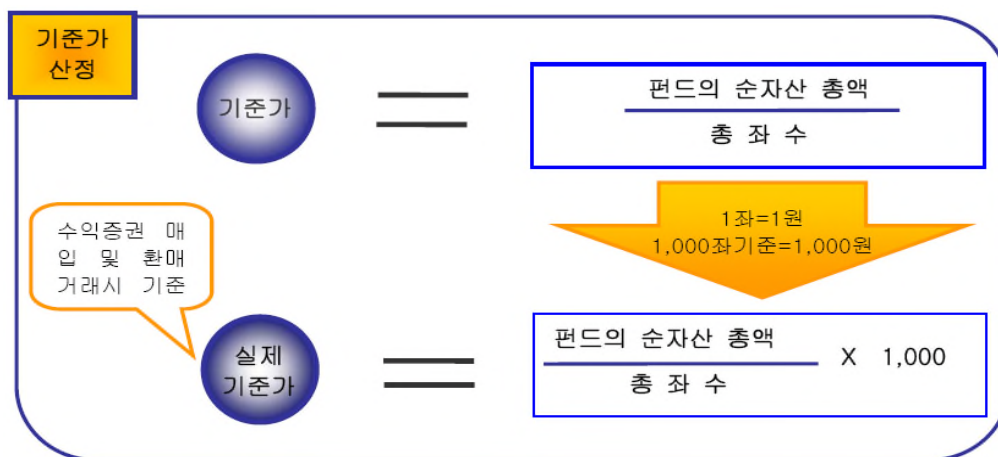 기준가
산정
기준가
펀드의 순자산 총액
총 좌 수
1좌=1원
1,000좌기준=1,000원
수익증권 매
입 및 환매
거래시 기준
실제
기준가
펀드의 순자산 총액
총 좌 수
X 1,000